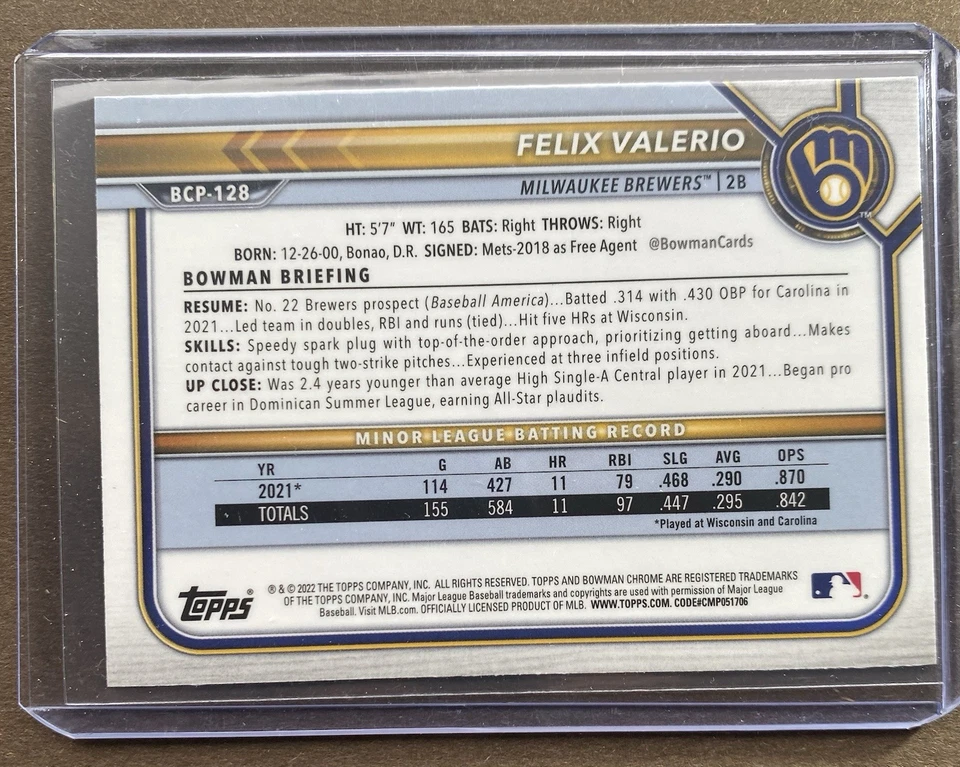 FELIX VALERIO
BCP-128
MILWAUKEE BREWERS™ | 2B
™
HT: 5'7" WT: 165 BATS: Right THROWS: Right
BORN: 12-26-00, Bonao, D.R. SIGNED: Mets-2018 as Free Agent @BowmanCards
BOWMAN BRIEFING
RESUME: No. 22 Brewers prospect (Baseball America)...Batted .314 with .430 OBP for Carolina in
2021...Led team in doubles, RBI and runs (tied)...Hit five HRs at Wisconsin.
SKILLS: Speedy spark plug with top-of-the-order approach, prioritizing getting aboard...Makes
contact against tough two-strike pitches...Experienced at three infield positions.
UP CLOSE: Was 2.4 years younger than average High Single-A Central player in 2021...Began pro
career in Dominican Summer League, earning All-Star plaudits.
MINOR LEAGUE BATTING RECORD
YR G AB HR RBI SLG AVG OPS
2021* 114 427 11 79 .468 .290 .870
TOTALS 155 584 11 97 .447 .295 .842
*Played at Wisconsin and Carolina
Topps®
® & © 2022 THE TOPPS COMPANY, INC. ALL RIGHTS RESERVED. TOPPS AND BOWMAN CHROME ARE REGISTERED TRADEMARKS
OF THE TOPPS COMPANY, INC. Major League Baseball trademarks and copyrights are used with permission of Major League
Baseball. Visit MLB.com. OFFICIALLY LICENSED PRODUCT OF MLB. WWW.TOPPS.COM. CODE#CMP051706